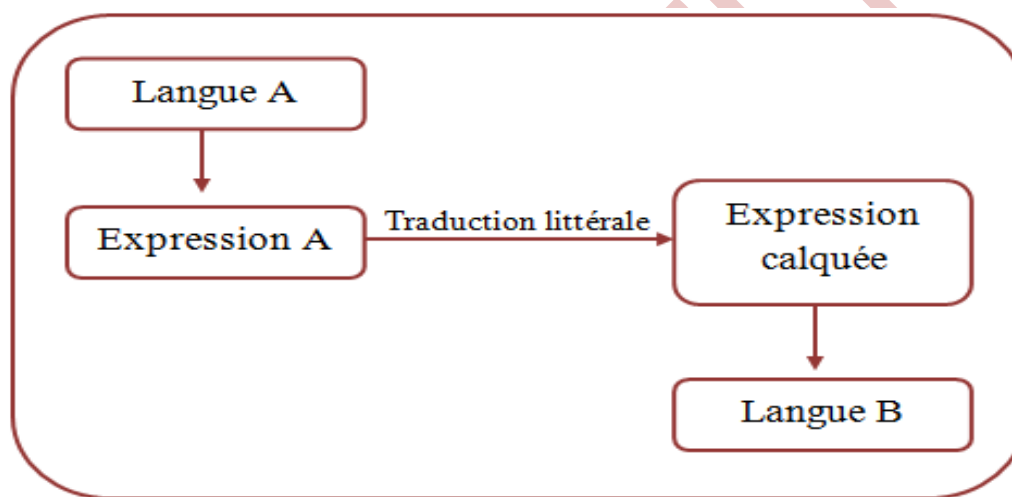 Langue A
Expression A
Traduction littérale
Expression
calquée
Langue B